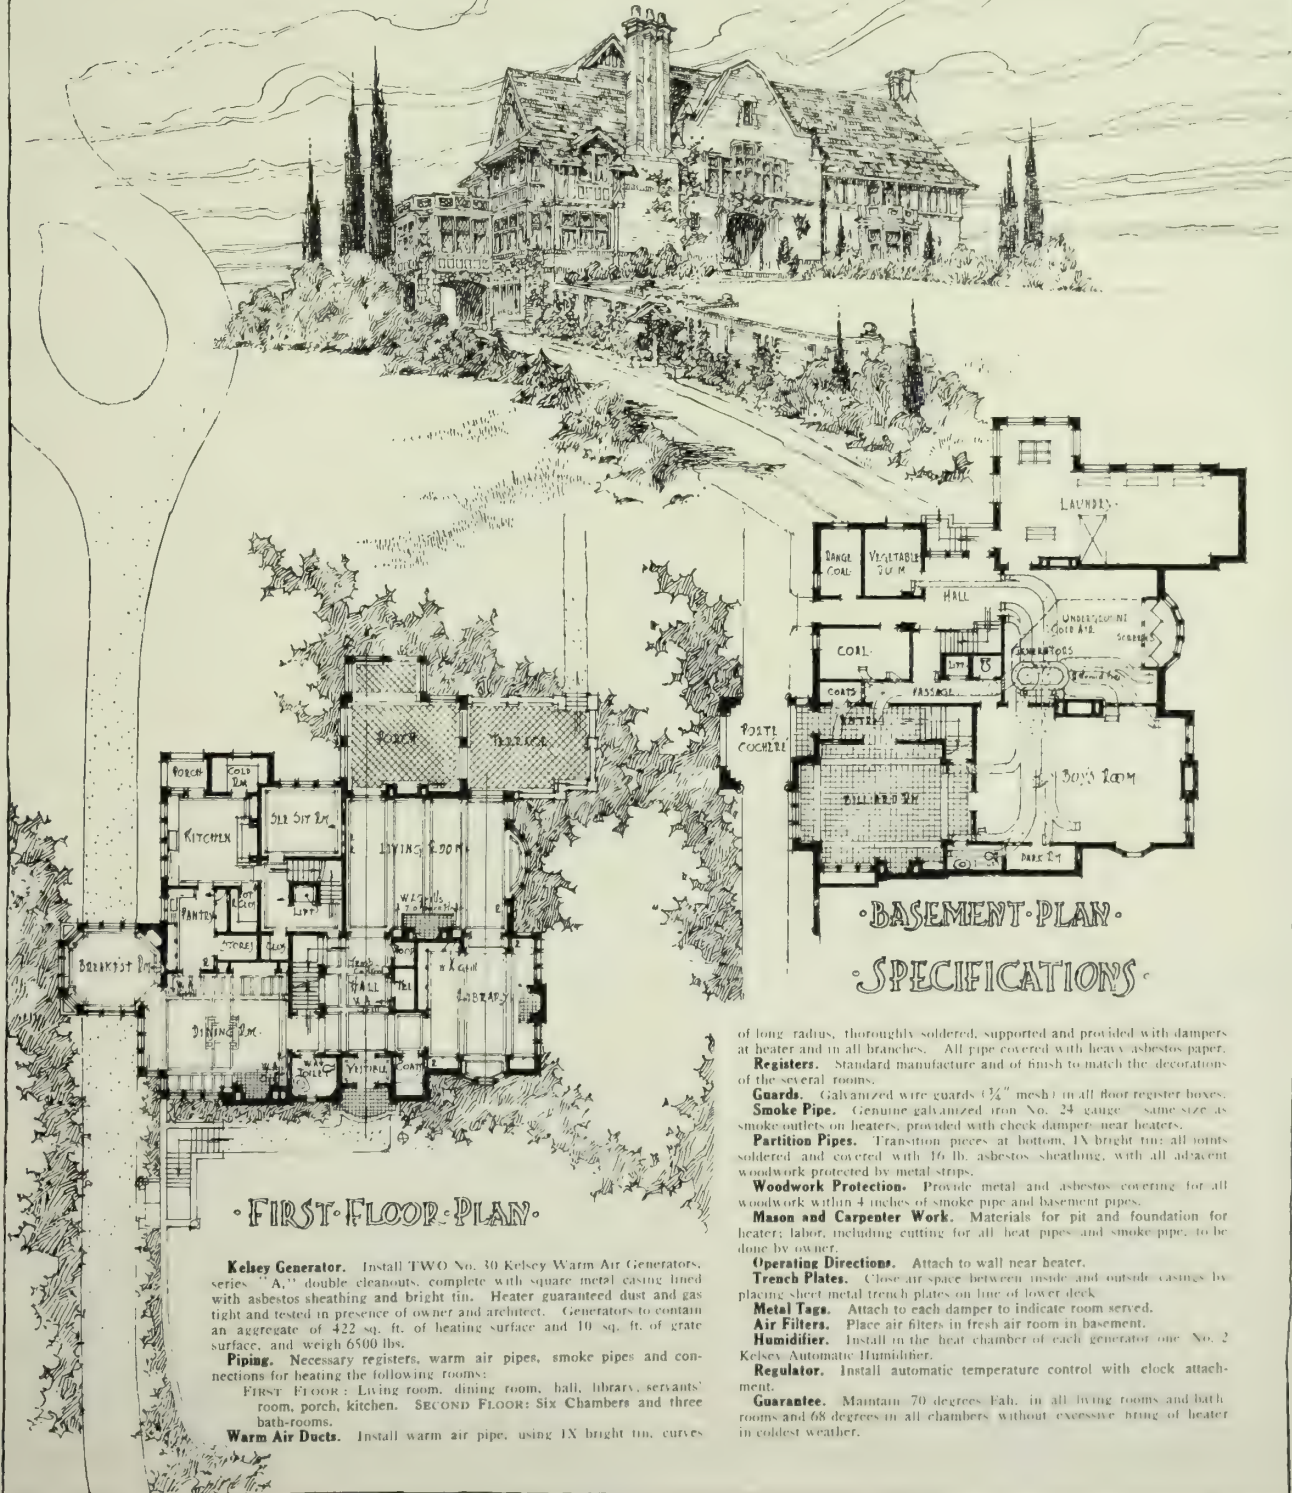 LAUNDRY
RANGE
COAL
VEGETABLE
HALL
COLD AIR
SCREENS
GENERATORS
COAL
LIFT
COATS
PASSAGE
ENTRY
PORTE
COCHERE
BILLIARD RM
BOYS ROOM
DARK RM
·BASEMENT·PLAN·
PORCH
TERRACE
PORCH
COLD
RM
KITCHEN
SER SIT RM
LIVING ROOM
PANTRY
LIFT
STORES
BREAKFAST RM
HALL
TEL
LIBRARY
DINING RM
TOILET
VESTIBULE
COATS
·FIRST·FLOOR·PLAN·
Kelsey Generator. Install TWO No. 30 Kelsey Warm Air Generators,
series "A," double cleanouts, complete with square metal casing lined
with asbestos sheathing and bright tin. Heater guaranteed dust and gas
tight and tested in presence of owner and architect. Generators to contain
an aggregate of 422 sq. ft. of heating surface and 10 sq. ft. of grate
surface, and weigh 6500 lbs.
Piping. Necessary registers, warm air pipes, smoke pipes and con-
nections for heating the following rooms:
FIRST FLOOR: Living room, dining room, hall, library, servants'
room, porch, kitchen. SECOND FLOOR: Six Chambers and three
bath-rooms.
Warm Air Ducts. Install warm air pipe, using IX bright tin, curves
·SPECIFICATIONS·
of long radius, thoroughly soldered, supported and provided with dampers
at heater and in all branches. All pipe covered with heavy asbestos paper.
Registers. Standard manufacture and of finish to match the decorations
of the several rooms.
Guards. Galvanized wire guards (¼" mesh) in all floor register boxes.
Smoke Pipe. Genuine galvanized iron No. 24 gauge same size as
smoke outlets on heaters, provided with check damper near heaters.
Partition Pipes. Transition pieces at bottom, IX bright tin; all joints
soldered and covered with 16 lb. asbestos sheathing, with all adjacent
woodwork protected by metal strips.
Woodwork Protection. Provide metal and asbestos covering for all
woodwork within 4 inches of smoke pipe and basement pipes.
Mason and Carpenter Work. Materials for pit and foundation for
heater; labor, including cutting for all heat pipes and smoke pipe, to be
done by owner.
Operating Directions. Attach to wall near heater.
Trench Plates. Close air space between inside and outside casings by
placing sheet metal trench plates on line of lower deck
Metal Tags. Attach to each damper to indicate room served.
Air Filters. Place air filters in fresh air room in basement.
Humidifier. Install in the heat chamber of each generator one No. 2
Kelsey Automatic Humidifier.
Regulator. Install automatic temperature control with clock attach-
ment.
Guarantee. Maintain 70 degrees Fah. in all living rooms and bath
rooms and 68 degrees in all chambers without excessive firing of heater
in coldest weather.